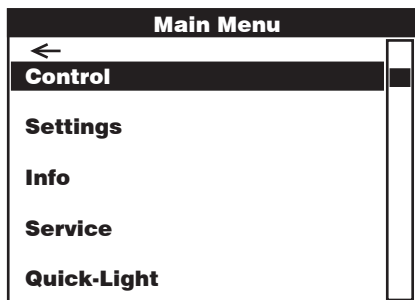 Main Menu
←
Control
Settings
Info
Service
Quick-Light